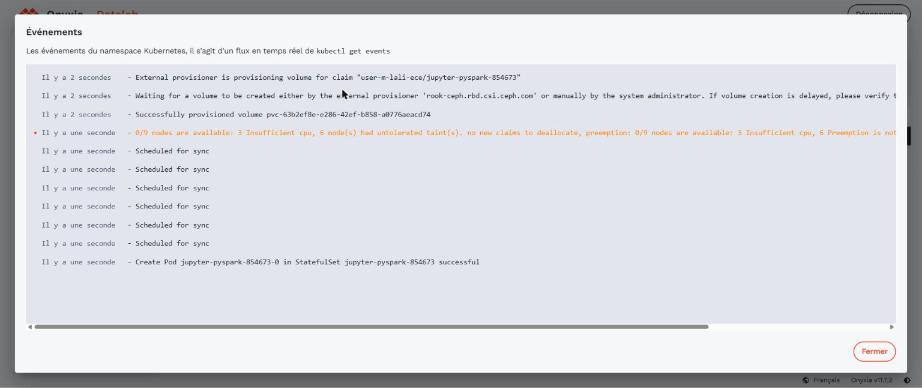 Onyxia - Datalab
Déconnexion
Événements
Les événements du namespace Kubernetes, il s'agit d'un flux en temps réel de kubectl get events
Il y a 2 secondes - External provisioner is provisioning volume for claim "user-m-lali-ece/jupyter-pyspark-854673"
Il y a 2 secondes - Waiting for a volume to be created either by the external provisioner 'rook-ceph.rbd.csi.ceph.com' or manually by the system administrator. If volume creation is delayed, please verify t
Il y a 2 secondes - Successfully provisioned volume pvc-63b2ef8e-e286-42ef-b858-a0776aeacd74
Il y a une seconde - 0/9 nodes are available: 3 Insufficient cpu, 6 node(s) had untolerated taint(s). no new claims to deallocate, preemption: 0/9 nodes are available: 3 Insufficient cpu, 6 Preemption is not
Il y a une seconde - Scheduled for sync
Il y a une seconde - Scheduled for sync
Il y a une seconde - Scheduled for sync
Il y a une seconde - Scheduled for sync
Il y a une seconde - Scheduled for sync
Il y a une seconde - Scheduled for sync
Il y a une seconde - Create Pod jupyter-pyspark-854673-0 in StatefulSet jupyter-pyspark-854673 successful
Fermer
Français Onyxia v11.7.2